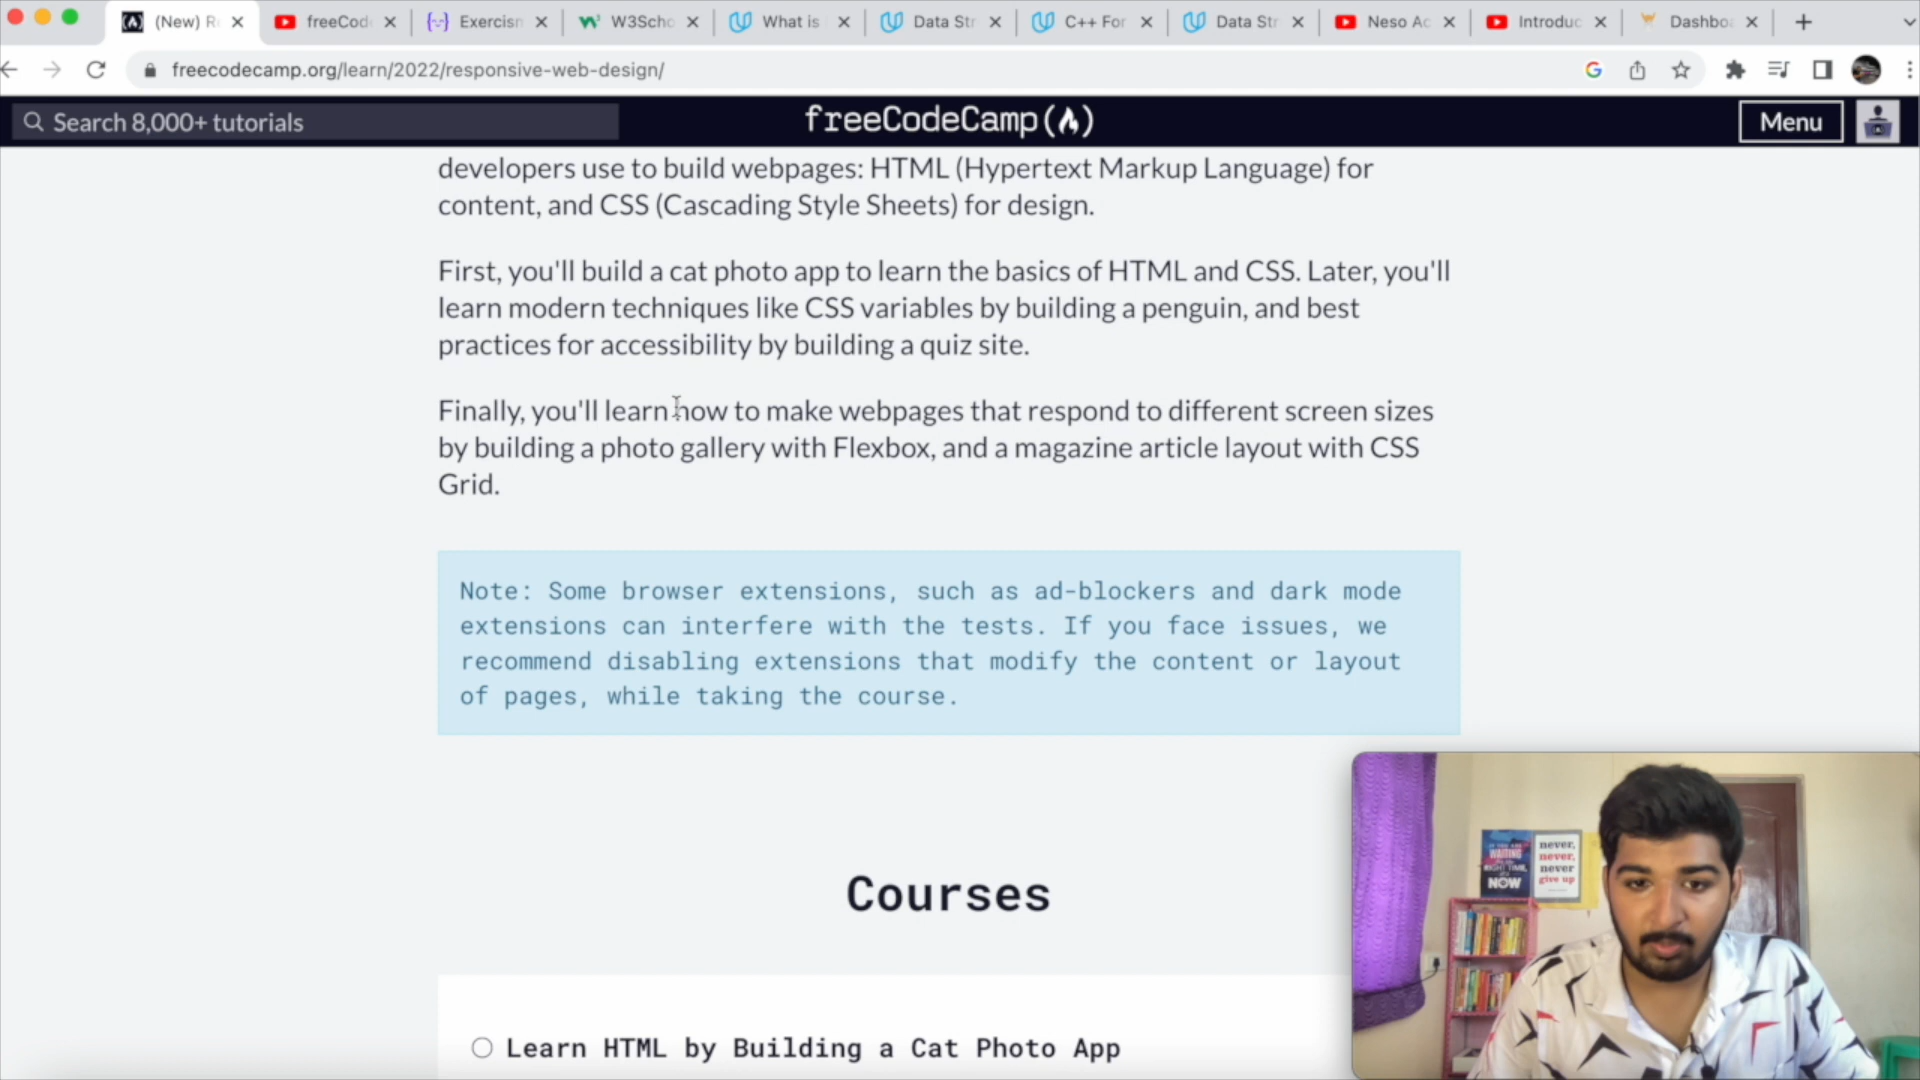 (New) R
freeCod
Exercism
W3Scho
What is
Data Str
C++ For
Data Str
Neso Ac
Introduc
Dashbo
freecodecamp.org/learn/2022/responsive-web-design/
Search 8,000+ tutorials
freeCodeCamp
Menu
developers use to build webpages: HTML (Hypertext Markup Language) for
content, and CSS (Cascading Style Sheets) for design.
First, you'll build a cat photo app to learn the basics of HTML and CSS. Later, you'll
learn modern techniques like CSS variables by building a penguin, and best
practices for accessibility by building a quiz site.
Finally, you'll learn how to make webpages that respond to different screen sizes
by building a photo gallery with Flexbox, and a magazine article layout with CSS
Grid.
Note: Some browser extensions, such as ad-blockers and dark mode
extensions can interfere with the tests. If you face issues, we
recommend disabling extensions that modify the content or layout
of pages, while taking the course.
Courses
Learn HTML by Building a Cat Photo App
IF YOU ARE
WAITING
RIGHT TIME,
NOW
never,
never,
never
give up